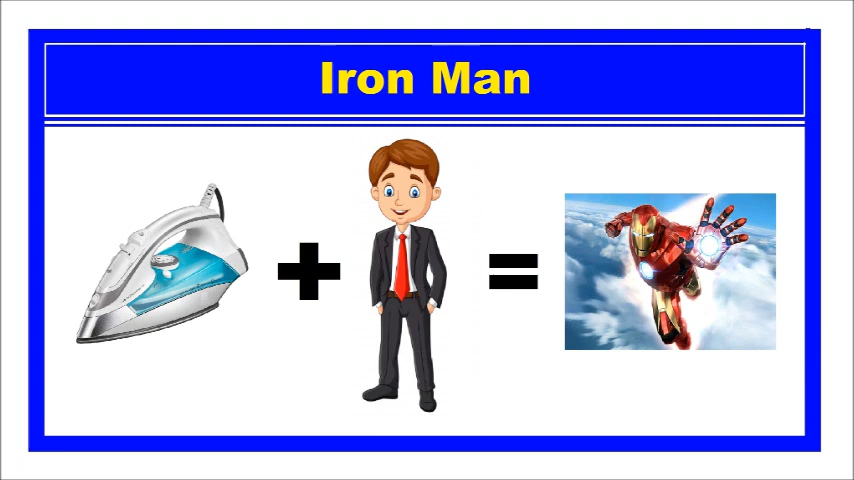 Iron Man
+
=